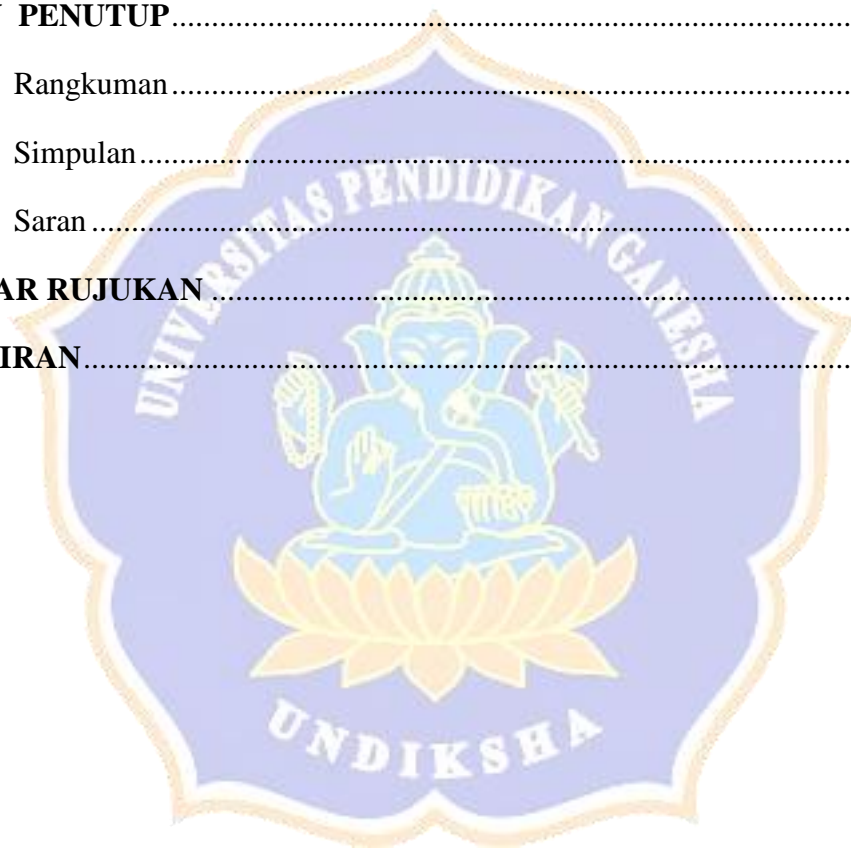 PENUTUP
Rangkuman
Simpulan
Saran
AR RUJUKAN
IRAN
UNIVERSITAS PENDIDIKAN GANESHA
UNDIKSHA